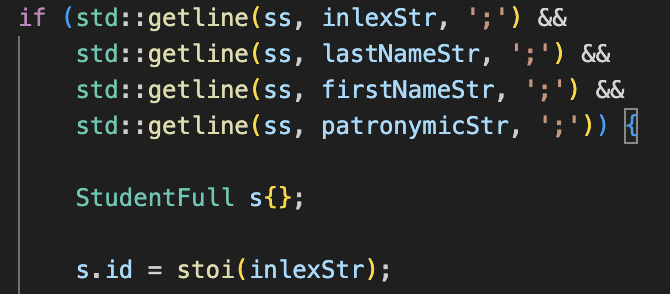 if (std::getline(ss, inlexStr, ';') &&
std::getline(ss, lastNameStr, ';') &&
std::getline(ss, firstNameStr, ';') &&
std::getline(ss, patronymicStr, ';')) {
StudentFull s{};
s.id = stoi(inlexStr);